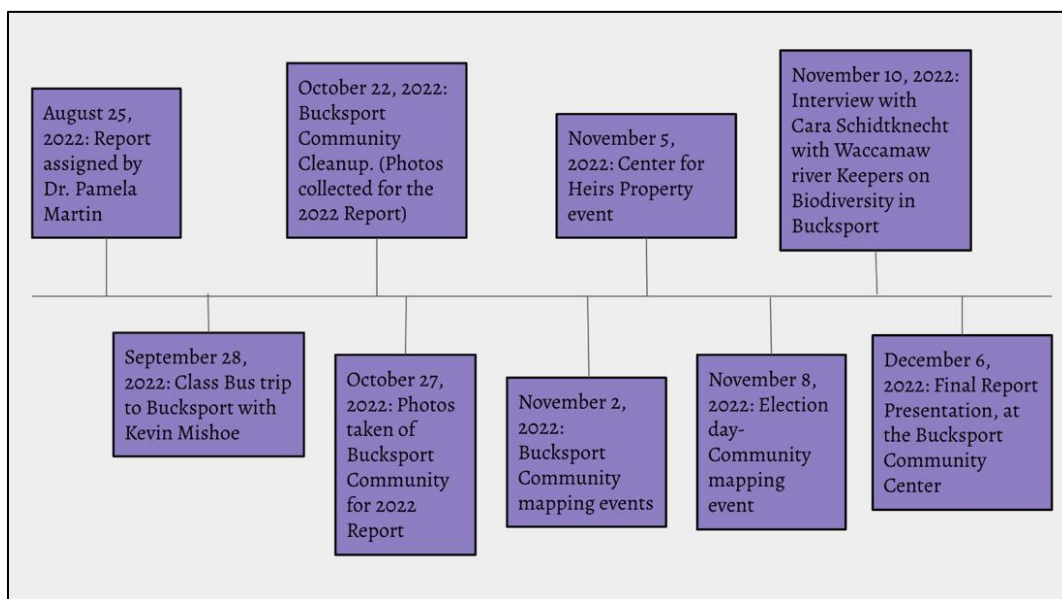 August 25,
2022: Report
assigned by
Dr. Pamela
Martin
September 28,
2022: Class Bus trip
to Bucksport with
Kevin Mishoe
October 22, 2022:
Bucksport
Community
Cleanup. (Photos
collected for the
2022 Report)
October 27,
2022: Photos
taken of
Bucksport
Community
for 2022
Report
November 2,
2022:
Bucksport
Community
mapping events
November 5,
2022: Center for
Heirs Property
event
November 8,
2022: Election
day-
Community
mapping
event
November 10, 2022:
Interview with
Cara Schidtknecht
with Waccamaw
river Keepers on
Biodiversity in
Bucksport
December 6,
2022: Final Report
Presentation, at
the Bucksport
Community
Center